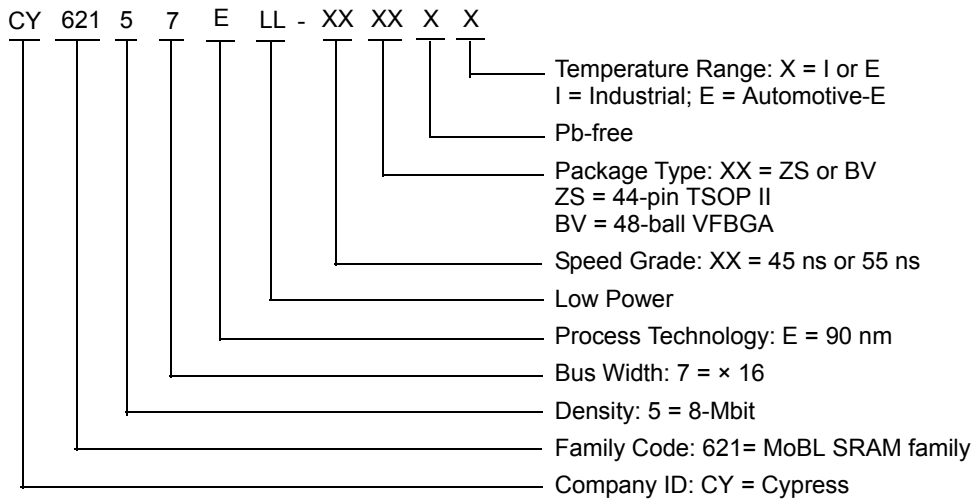 CY 621 5 7 E LL - XX XX X X
Temperature Range: X = I or E
I = Industrial; E = Automotive-E
Pb-free
Package Type: XX = ZS or BV
ZS = 44-pin TSOP II
BV = 48-ball VFBGA
Speed Grade: XX = 45 ns or 55 ns
Low Power
Process Technology: E = 90 nm
Bus Width: 7 = × 16
Density: 5 = 8-Mbit
Family Code: 621= MoBL SRAM family
Company ID: CY = Cypress